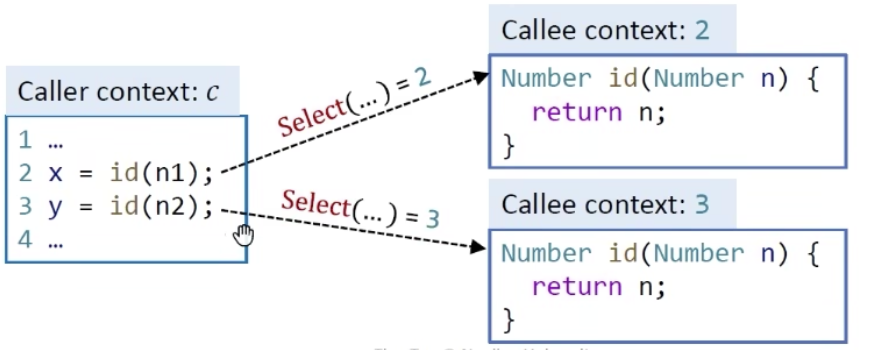 Caller context: c
1 …
2 x = id(n1);
3 y = id(n2);
4 …
Select(…) = 2
Select(…) = 3
Callee context: 2
Number id(Number n) {
return n;
}
Callee context: 3
Number id(Number n) {
return n;
}